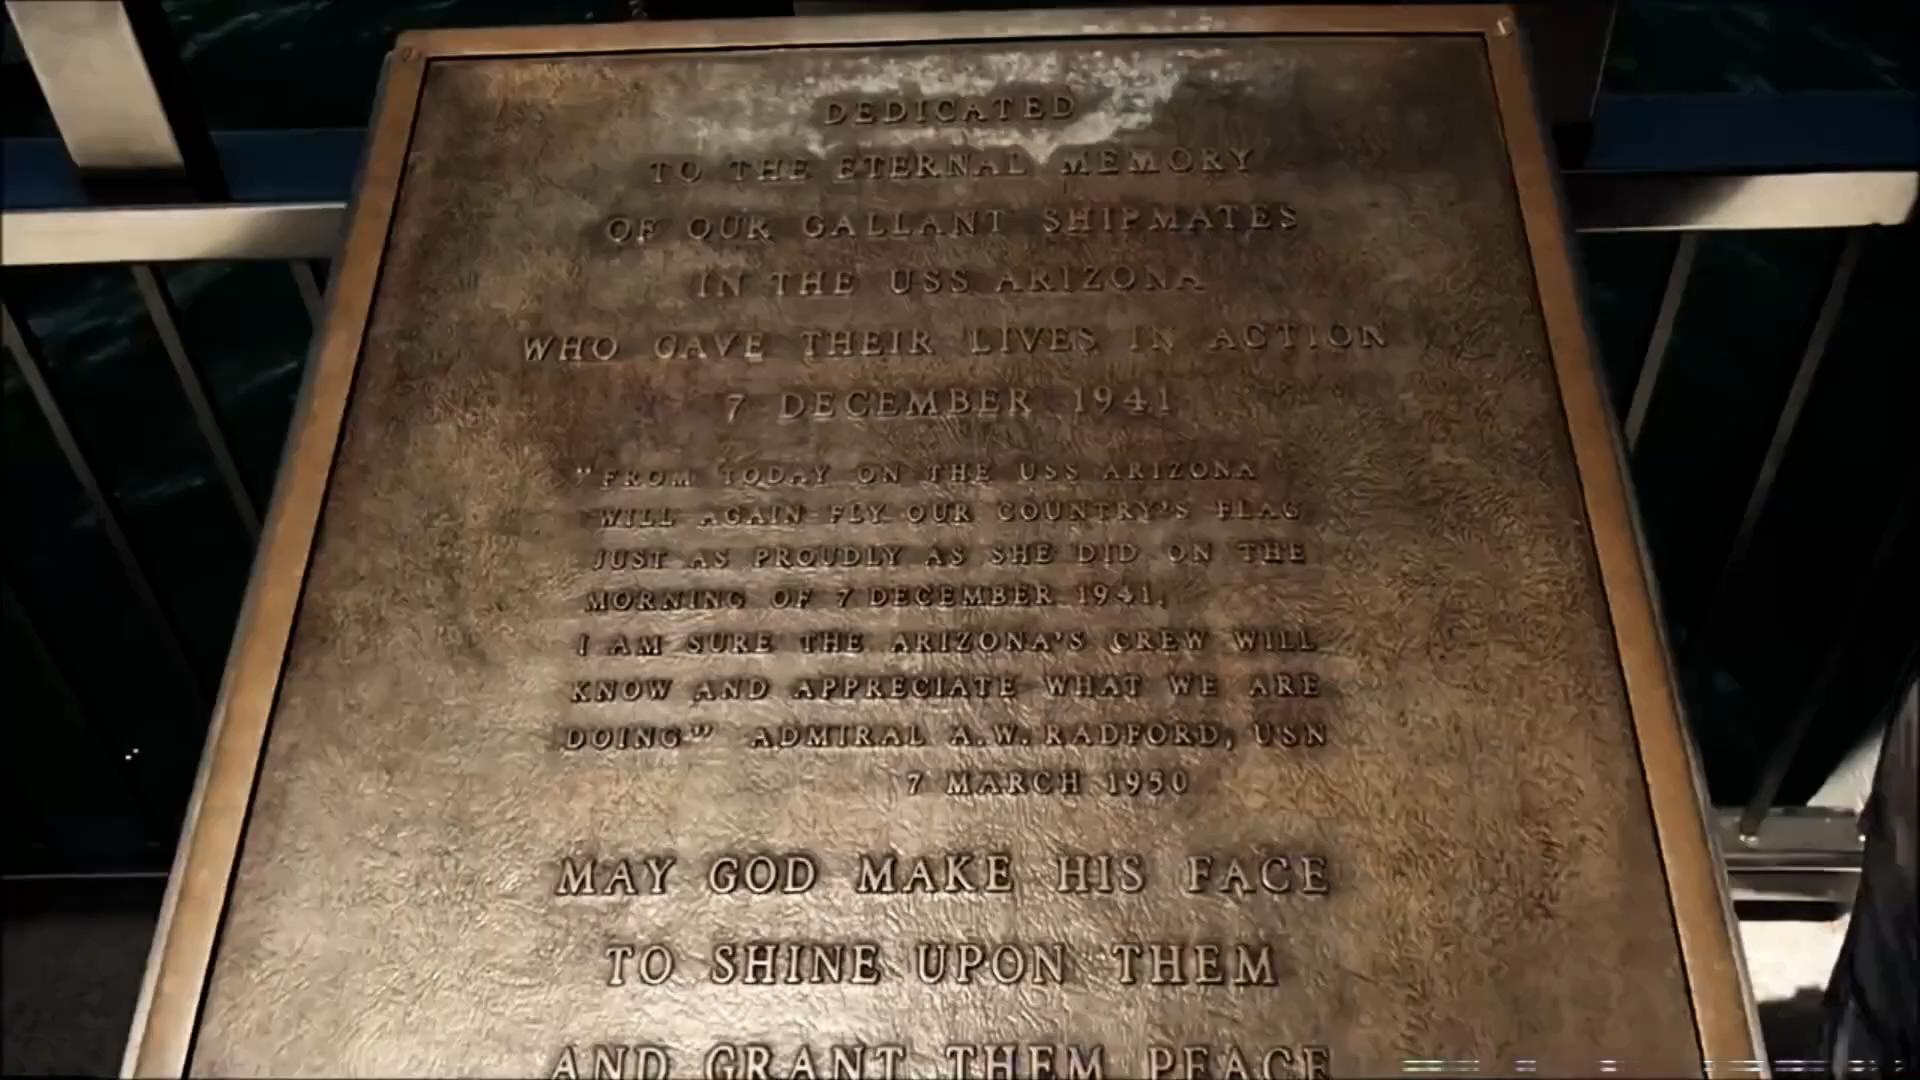 DEDICATED
TO THE ETERNAL MEMORY
OF OUR GALLANT SHIPMATES
IN THE USS ARIZONA
WHO GAVE THEIR LIVES IN ACTION
7 DECEMBER 1941
"FROM TODAY ON THE USS ARIZONA
WILL AGAIN FLY OUR COUNTRY'S FLAG
JUST AS PROUDLY AS SHE DID ON THE
MORNING OF 7 DECEMBER 1941.
I AM SURE THE ARIZONA'S CREW WILL
KNOW AND APPRECIATE WHAT WE ARE
DOING" ADMIRAL A.W. RADFORD, USN
7 MARCH 1950
MAY GOD MAKE HIS FACE
TO SHINE UPON THEM
AND GRANT THEM PEACE